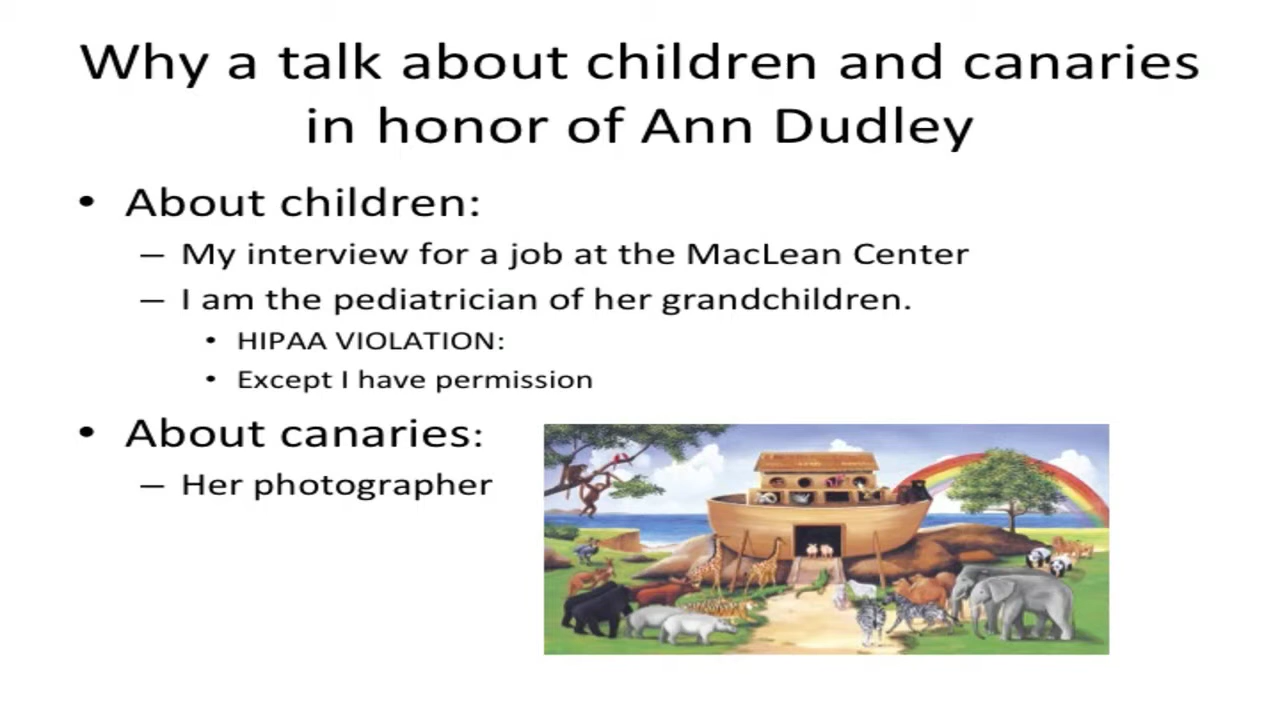 Why a talk about children and canaries
in honor of Ann Dudley
• About children:
– My interview for a job at the MacLean Center
– I am the pediatrician of her grandchildren.
• HIPAA VIOLATION:
• Except I have permission
• About canaries:
– Her photographer